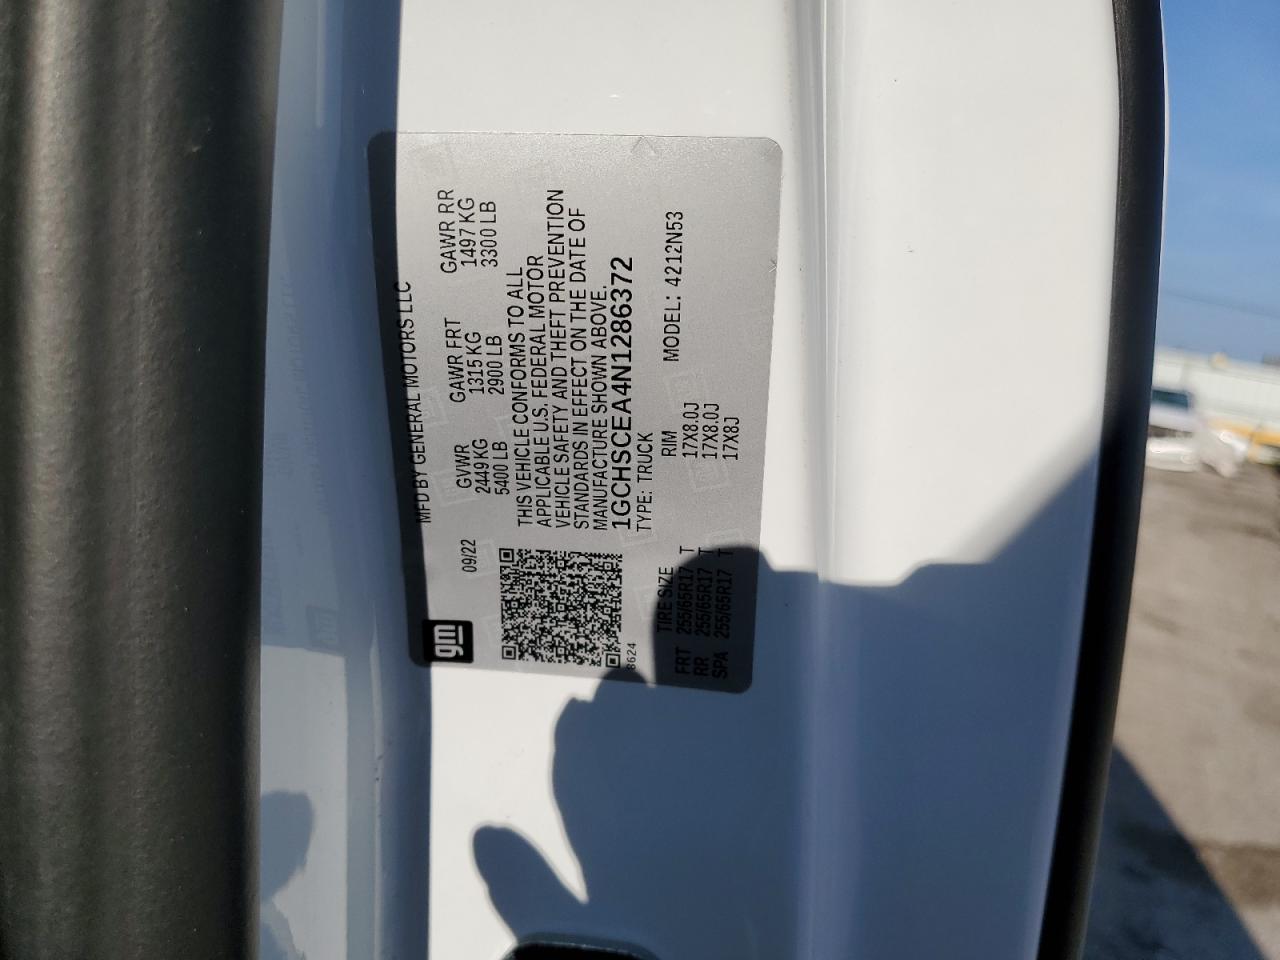 gm
09/22
MFD BY GENERAL MOTORS LLC
GVWR GAWR FRT GAWR RR
2449 KG 1315 KG 1497 KG
5400 LB 2900 LB 3300 LB
THIS VEHICLE CONFORMS TO ALL
APPLICABLE U.S. FEDERAL MOTOR
VEHICLE SAFETY AND THEFT PREVENTION
STANDARDS IN EFFECT ON THE DATE OF
MANUFACTURE SHOWN ABOVE.
1GCHSCEA4N1286372
8624
TYPE: TRUCK MODEL: 4212N53
TIRE SIZE RIM
FRT 255/65R17 T 17X8.0J
RR 255/65R17 T 17X8.0J
SPA 255/65R17 T 17X8J